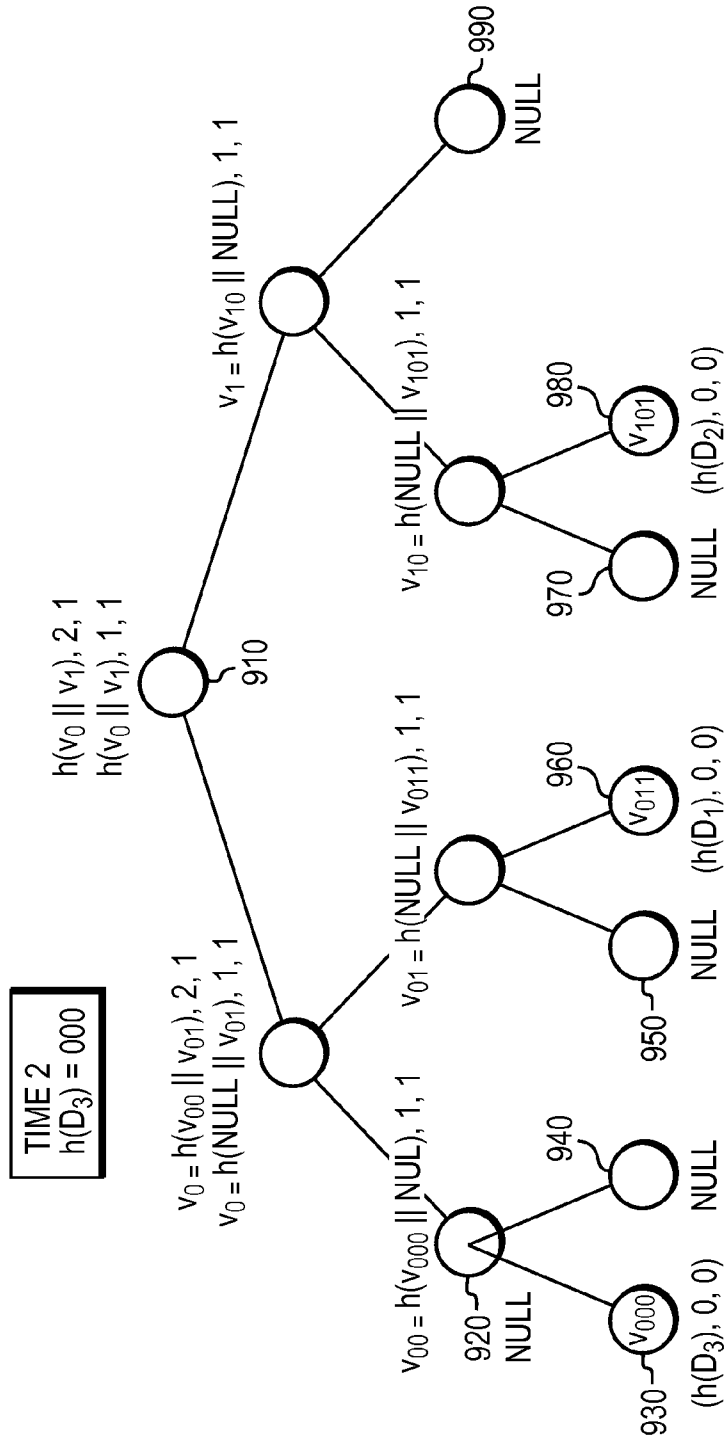 TIME 2
h(D3) = 000
h(v0 || v1), 2, 1
h(v0 || v1), 1, 1
910
v0 = h(v00 || v01), 2, 1
v0 = h(NULL || v01), 1, 1
v1 = h(v10 || NULL), 1, 1
v00 = h(v000 || NUL), 1, 1
920
NULL
v01 = h(NULL || v011), 1, 1
v10 = h(NULL || v101), 1, 1
990
NULL
930
v000
(h(D3), 0, 0)
940
NULL
950
NULL
960
v011
(h(D1), 0, 0)
970
NULL
980
v101
(h(D2), 0, 0)